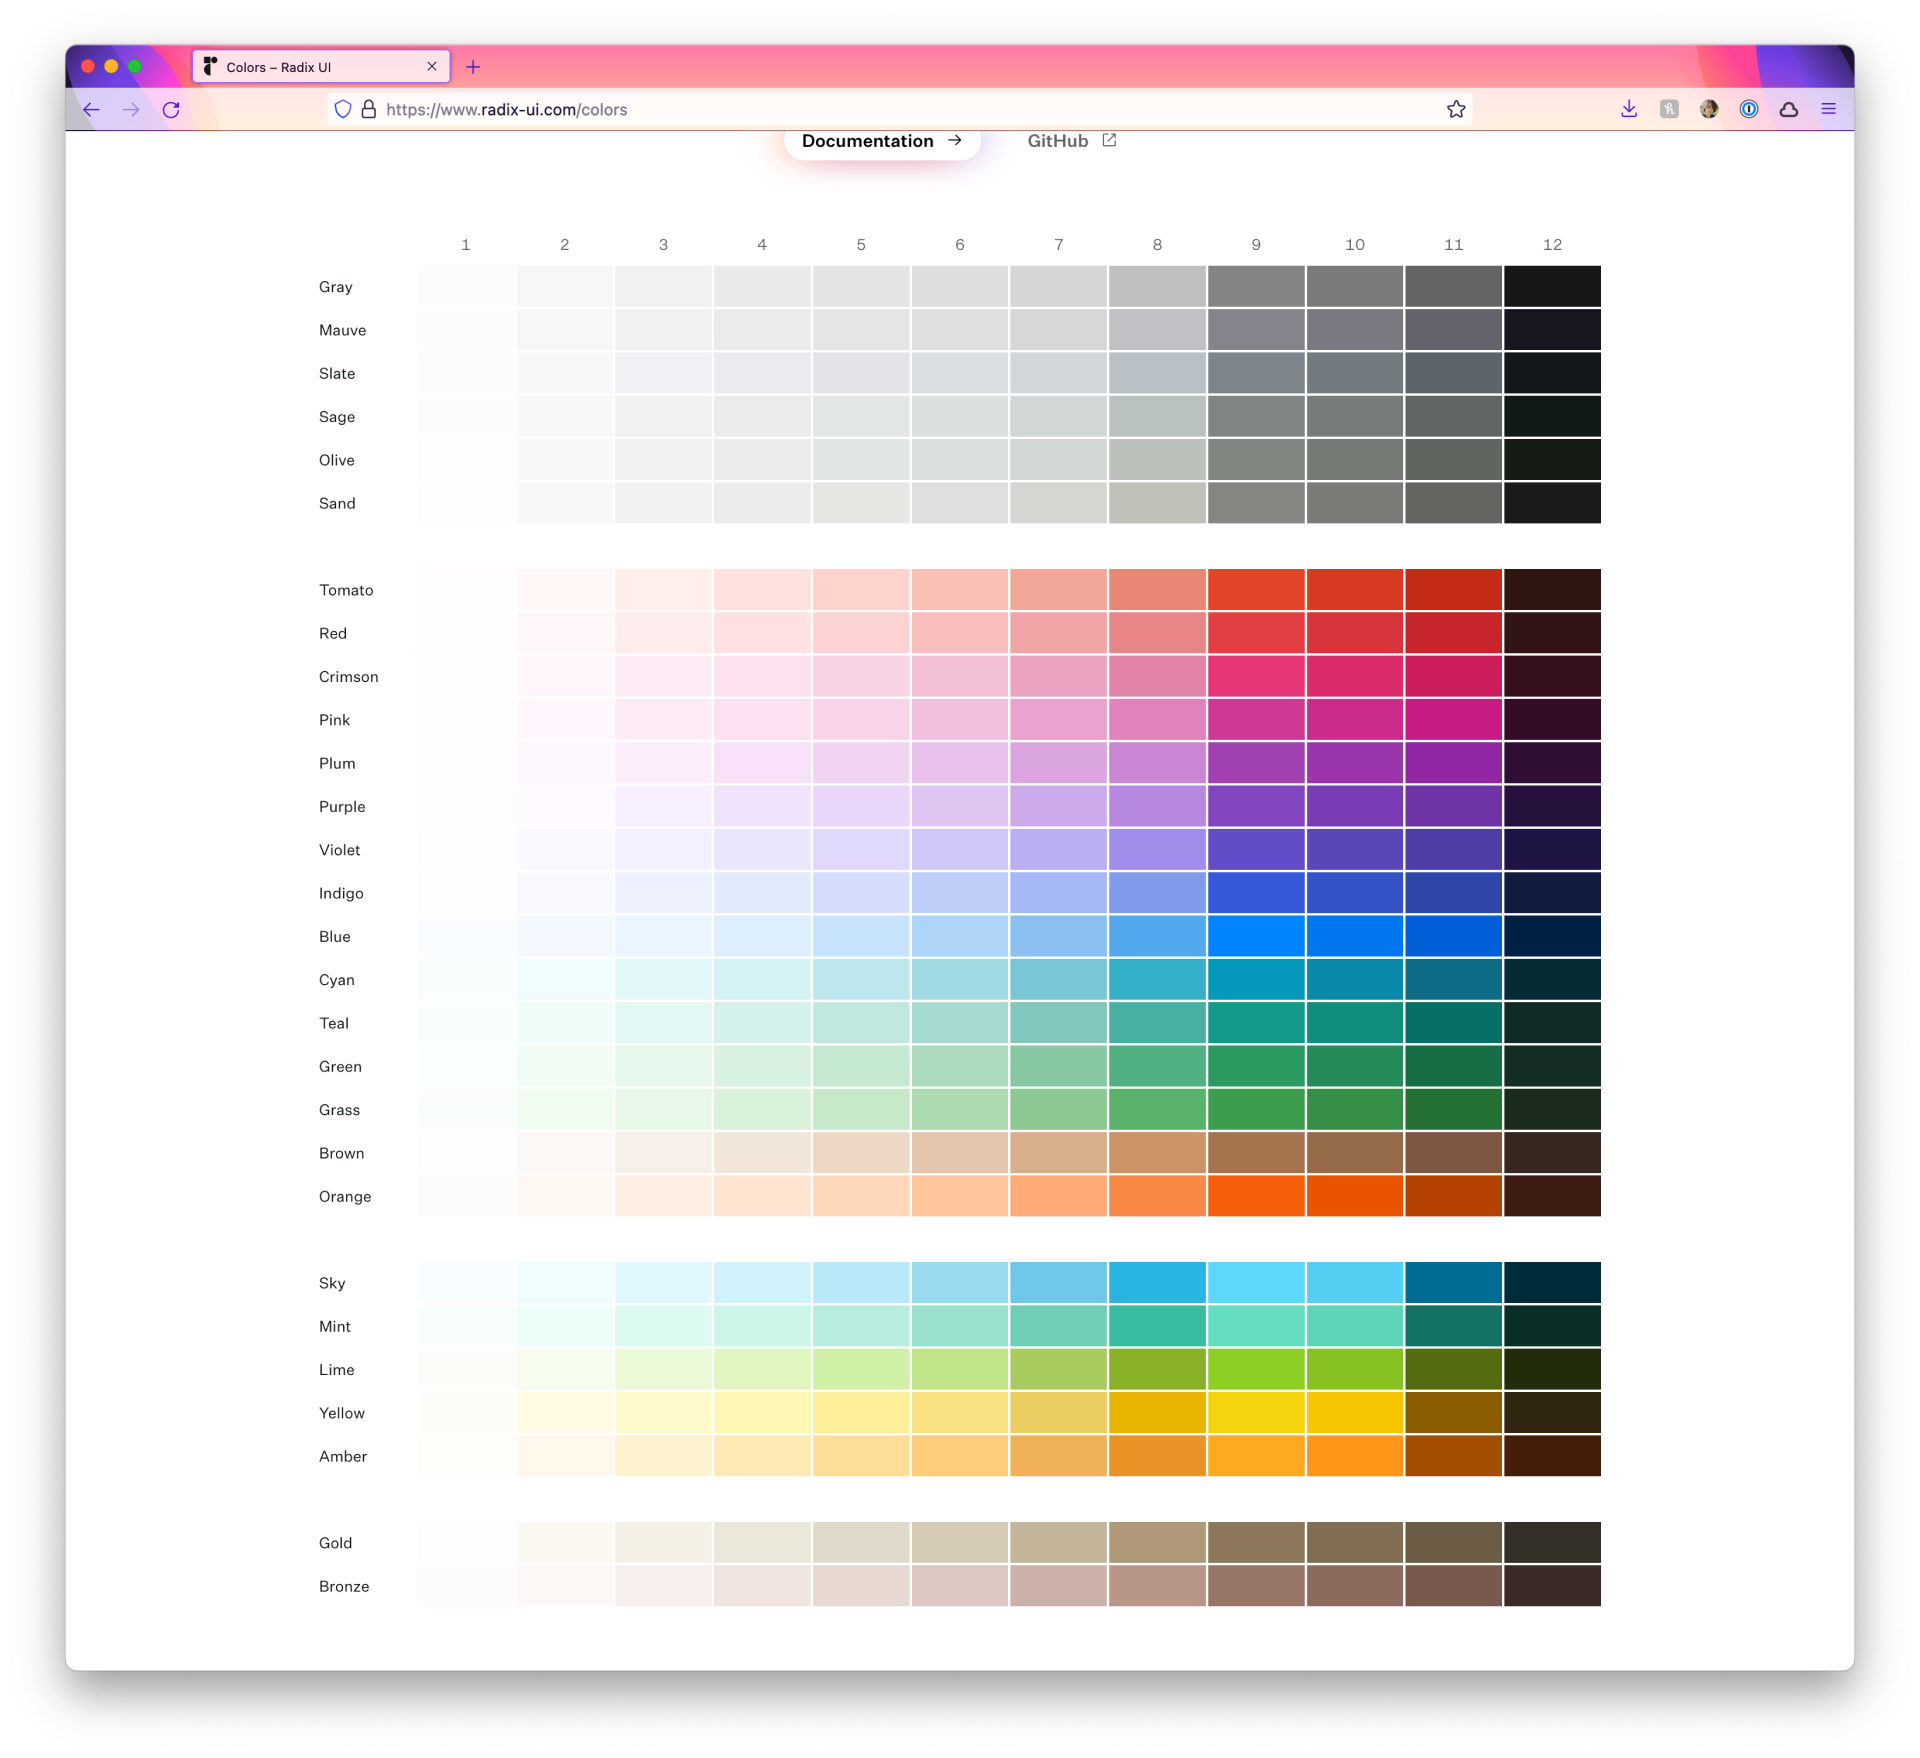 Colors – Radix UI
https://www.radix-ui.com/colors
Documentation → GitHub
1 2 3 4 5 6 7 8 9 10 11 12
Gray
Mauve
Slate
Sage
Olive
Sand
Tomato
Red
Crimson
Pink
Plum
Purple
Violet
Indigo
Blue
Cyan
Teal
Green
Grass
Brown
Orange
Sky
Mint
Lime
Yellow
Amber
Gold
Bronze